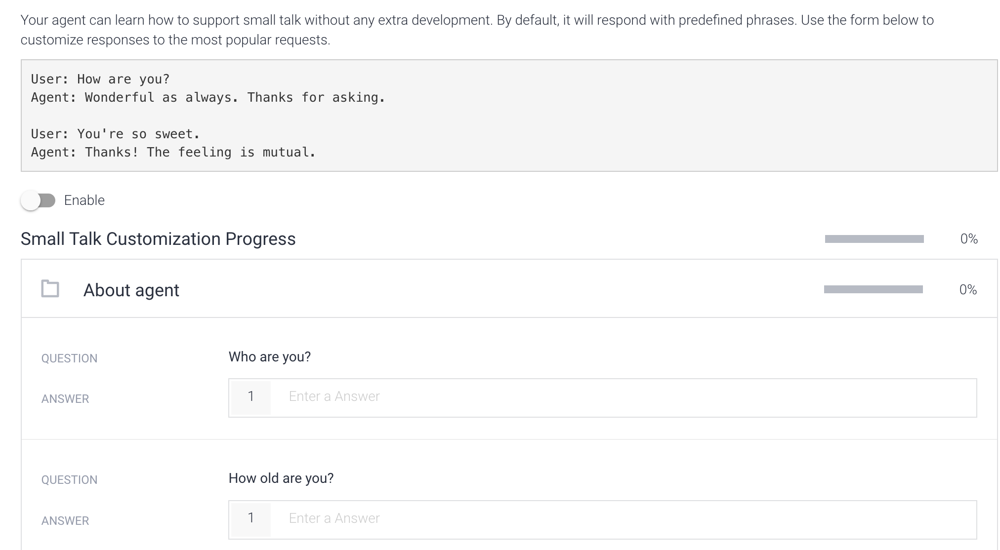 Your agent can learn how to support small talk without any extra development. By default, it will respond with predefined phrases. Use the form below to
customize responses to the most popular requests.
User: How are you?
Agent: Wonderful as always. Thanks for asking.
User: You're so sweet.
Agent: Thanks! The feeling is mutual.
Enable
Small Talk Customization Progress 0%
About agent 0%
QUESTION Who are you?
ANSWER 1 Enter a Answer
QUESTION How old are you?
ANSWER 1 Enter a Answer